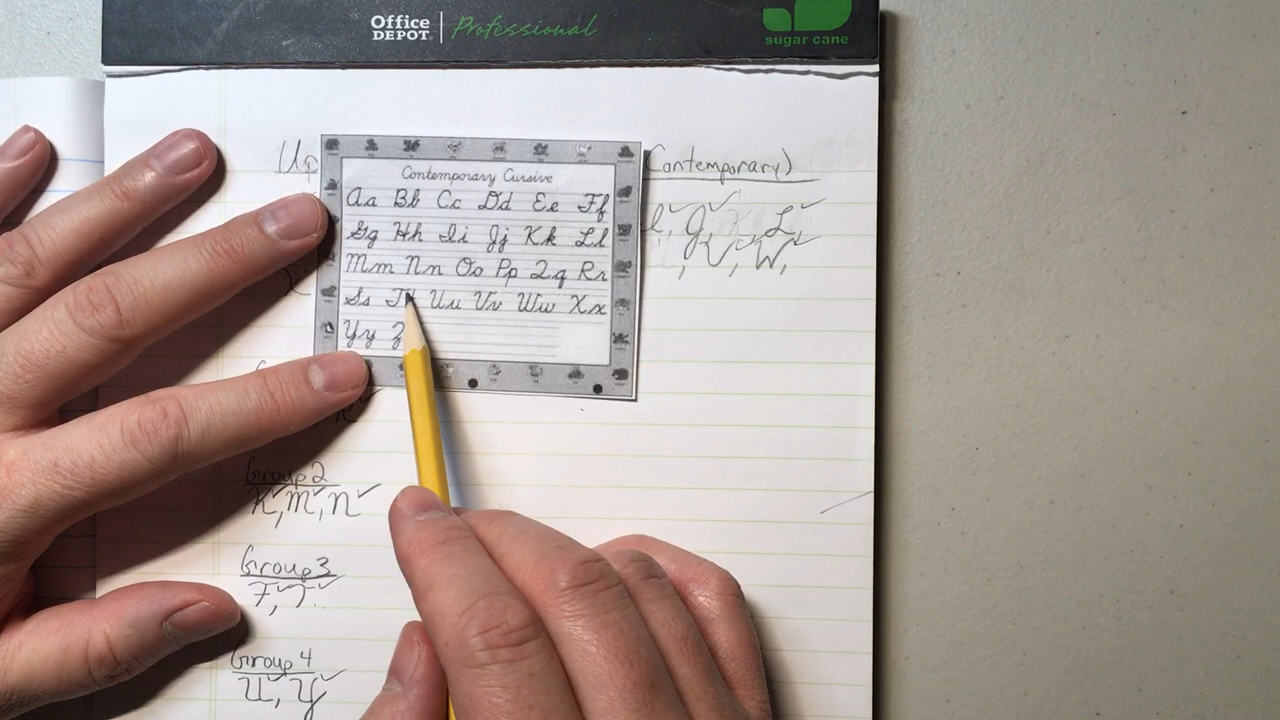 Office DEPOT Professional
sugar cane
Up Contemporary)
Contemporary Cursive
Aa Bb Cc Dd Ee Ff
Gg Hh Ii Jj Kk Ll
Mm Nn Oo Pp Qq Rr
Ss T Uu Vv Ww Xx
Yy Z
L,
V, W,
Group 2
K, M, N
Group 3
F, T
Group 4
U, Y